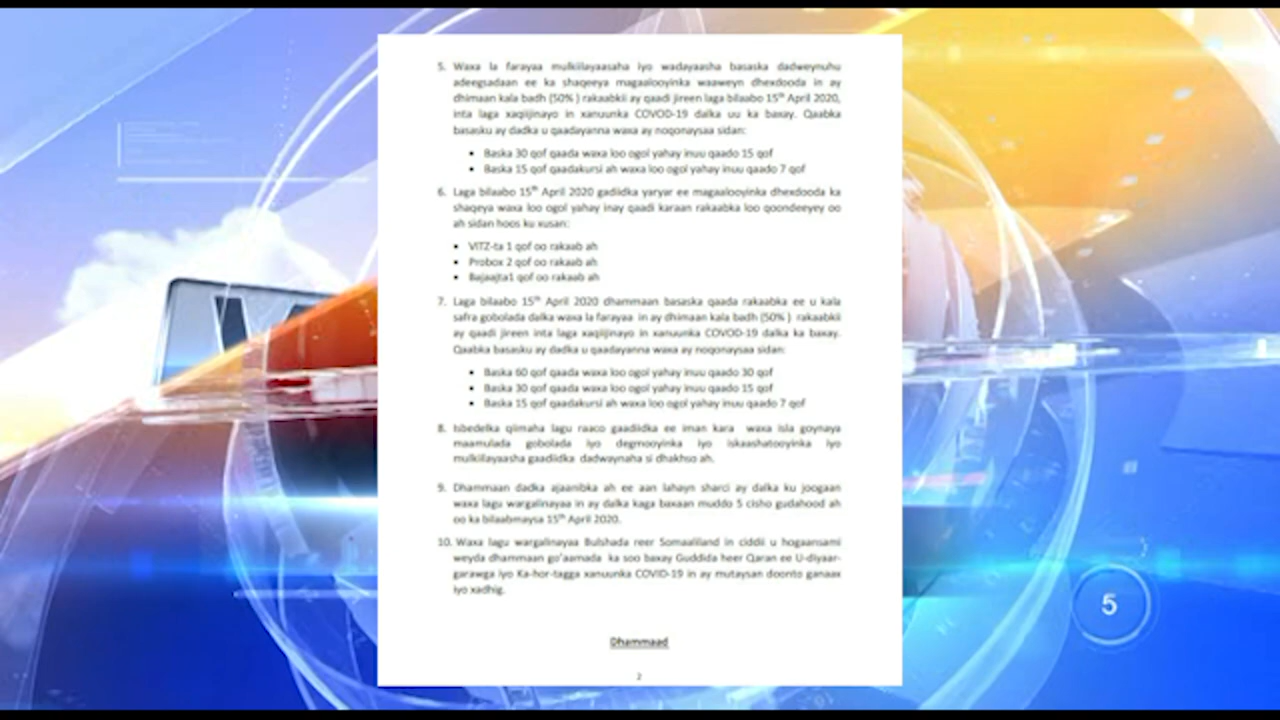 5. Waxa la farayaa mulkiilayaasaha iyo wadayaasha basaska dadweynuhu
adeegsadaan ee ka shaqeeya magaalooyinka waaweyn dhexdooda in ay
dhimaan kala badh (50% ) rakaabkii ay qaadi jireen laga bilaabo 15th April 2020,
inta laga xaqiijinayo in xanuunka COVOD-19 dalka uu ka baxay. Qaabka
basasku ay dadka u qaadayanna waxa ay noqonaysaa sidan:
• Baska 30 qof qaada waxa loo ogol yahay inuu qaado 15 qof
• Baska 15 qof qaadakursi ah waxa loo ogol yahay inuu qaado 7 qof
6. Laga bilaabo 15th April 2020 gadiidka yaryar ee magaalooyinka dhexdooda ka
shaqeya waxa loo ogol yahay inay qaadi karaan rakaabka loo qoondeeyey oo
ah sidan hoos ku xusan:
• VITZ-ta 1 qof oo rakaab ah
• Probox 2 qof oo rakaab ah
• Bajaajta1 qof oo rakaab ah
7. Laga bilaabo 15th April 2020 dhammaan basaska qaada rakaabka ee u kala
safra gobolada dalka waxa la farayaa in ay dhimaan kala badh (50% ) rakaabkii
ay qaadi jireen inta laga xaqiijinayo in xanuunka COVOD-19 dalka ka baxay.
Qaabka basasku ay dadka u qaadayanna waxa ay noqonaysaa sidan:
• Baska 60 qof qaada waxa loo ogol yahay inuu qaado 30 qof
• Baska 30 qof qaada waxa loo ogol yahay inuu qaado 15 qof
• Baska 15 qof qaadakursi ah waxa loo ogol yahay inuu qaado 7 qof
8. Isbedelka qiimaha lagu raaco gaadiidka ee iman kara waxa isla goynaya
maamulada gobolada iyo degmooyinka iyo iskaashatooyinka iyo
mulkiilayaasha gaadiidka dadwaynaha si dhakhso ah.
9. Dhammaan dadka ajaanibka ah ee aan lahayn sharci ay dalka ku joogaan
waxa lagu wargalinayaa in ay dalka kaga baxaan muddo 5 cisho gudahood ah
oo ka bilaabmaysa 15th April 2020.
10. Waxa lagu wargalinayaa Bulshada reer Somaaliland in ciddii u hogaansami
weyda dhammaan go'aamada ka soo baxay Guddida heer Qaran ee U-diyaar-
garawga iyo Ka-hor-tagga xanuunka COVID-19 in ay mutaysan doonto ganaax
iyo xadhig.
Dhammaad
2
5